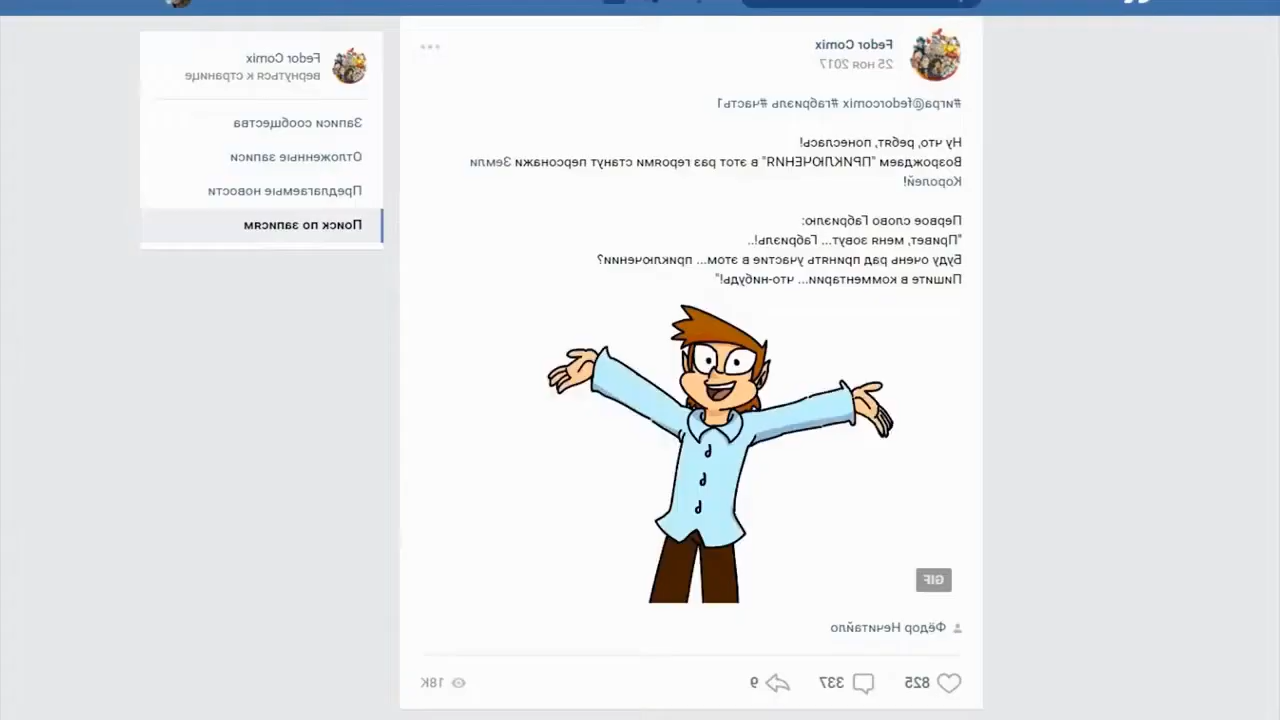 Fedor Comix
25 ноя 2017
#игра@fedorcomix #габриэль #часть1
Ну что, ребят, понеслась!
Возрождаем "ПРИКЛЮЧЕНИЯ" в этот раз героями станут персонажи Земли
Королей!
Первое слово Габриэлю:
"Привет, меня зовут... Габриэль!..
Буду очень рад принять участие в этом... приключении?
Пишите в комментарии... что-нибудь!"
GIF
Фёдор Нечитайло
825 337 9 18K
Fedor Comix
вернуться к странице
Записи сообщества
Отложенные записи
Предлагаемые новости
Поиск по записям